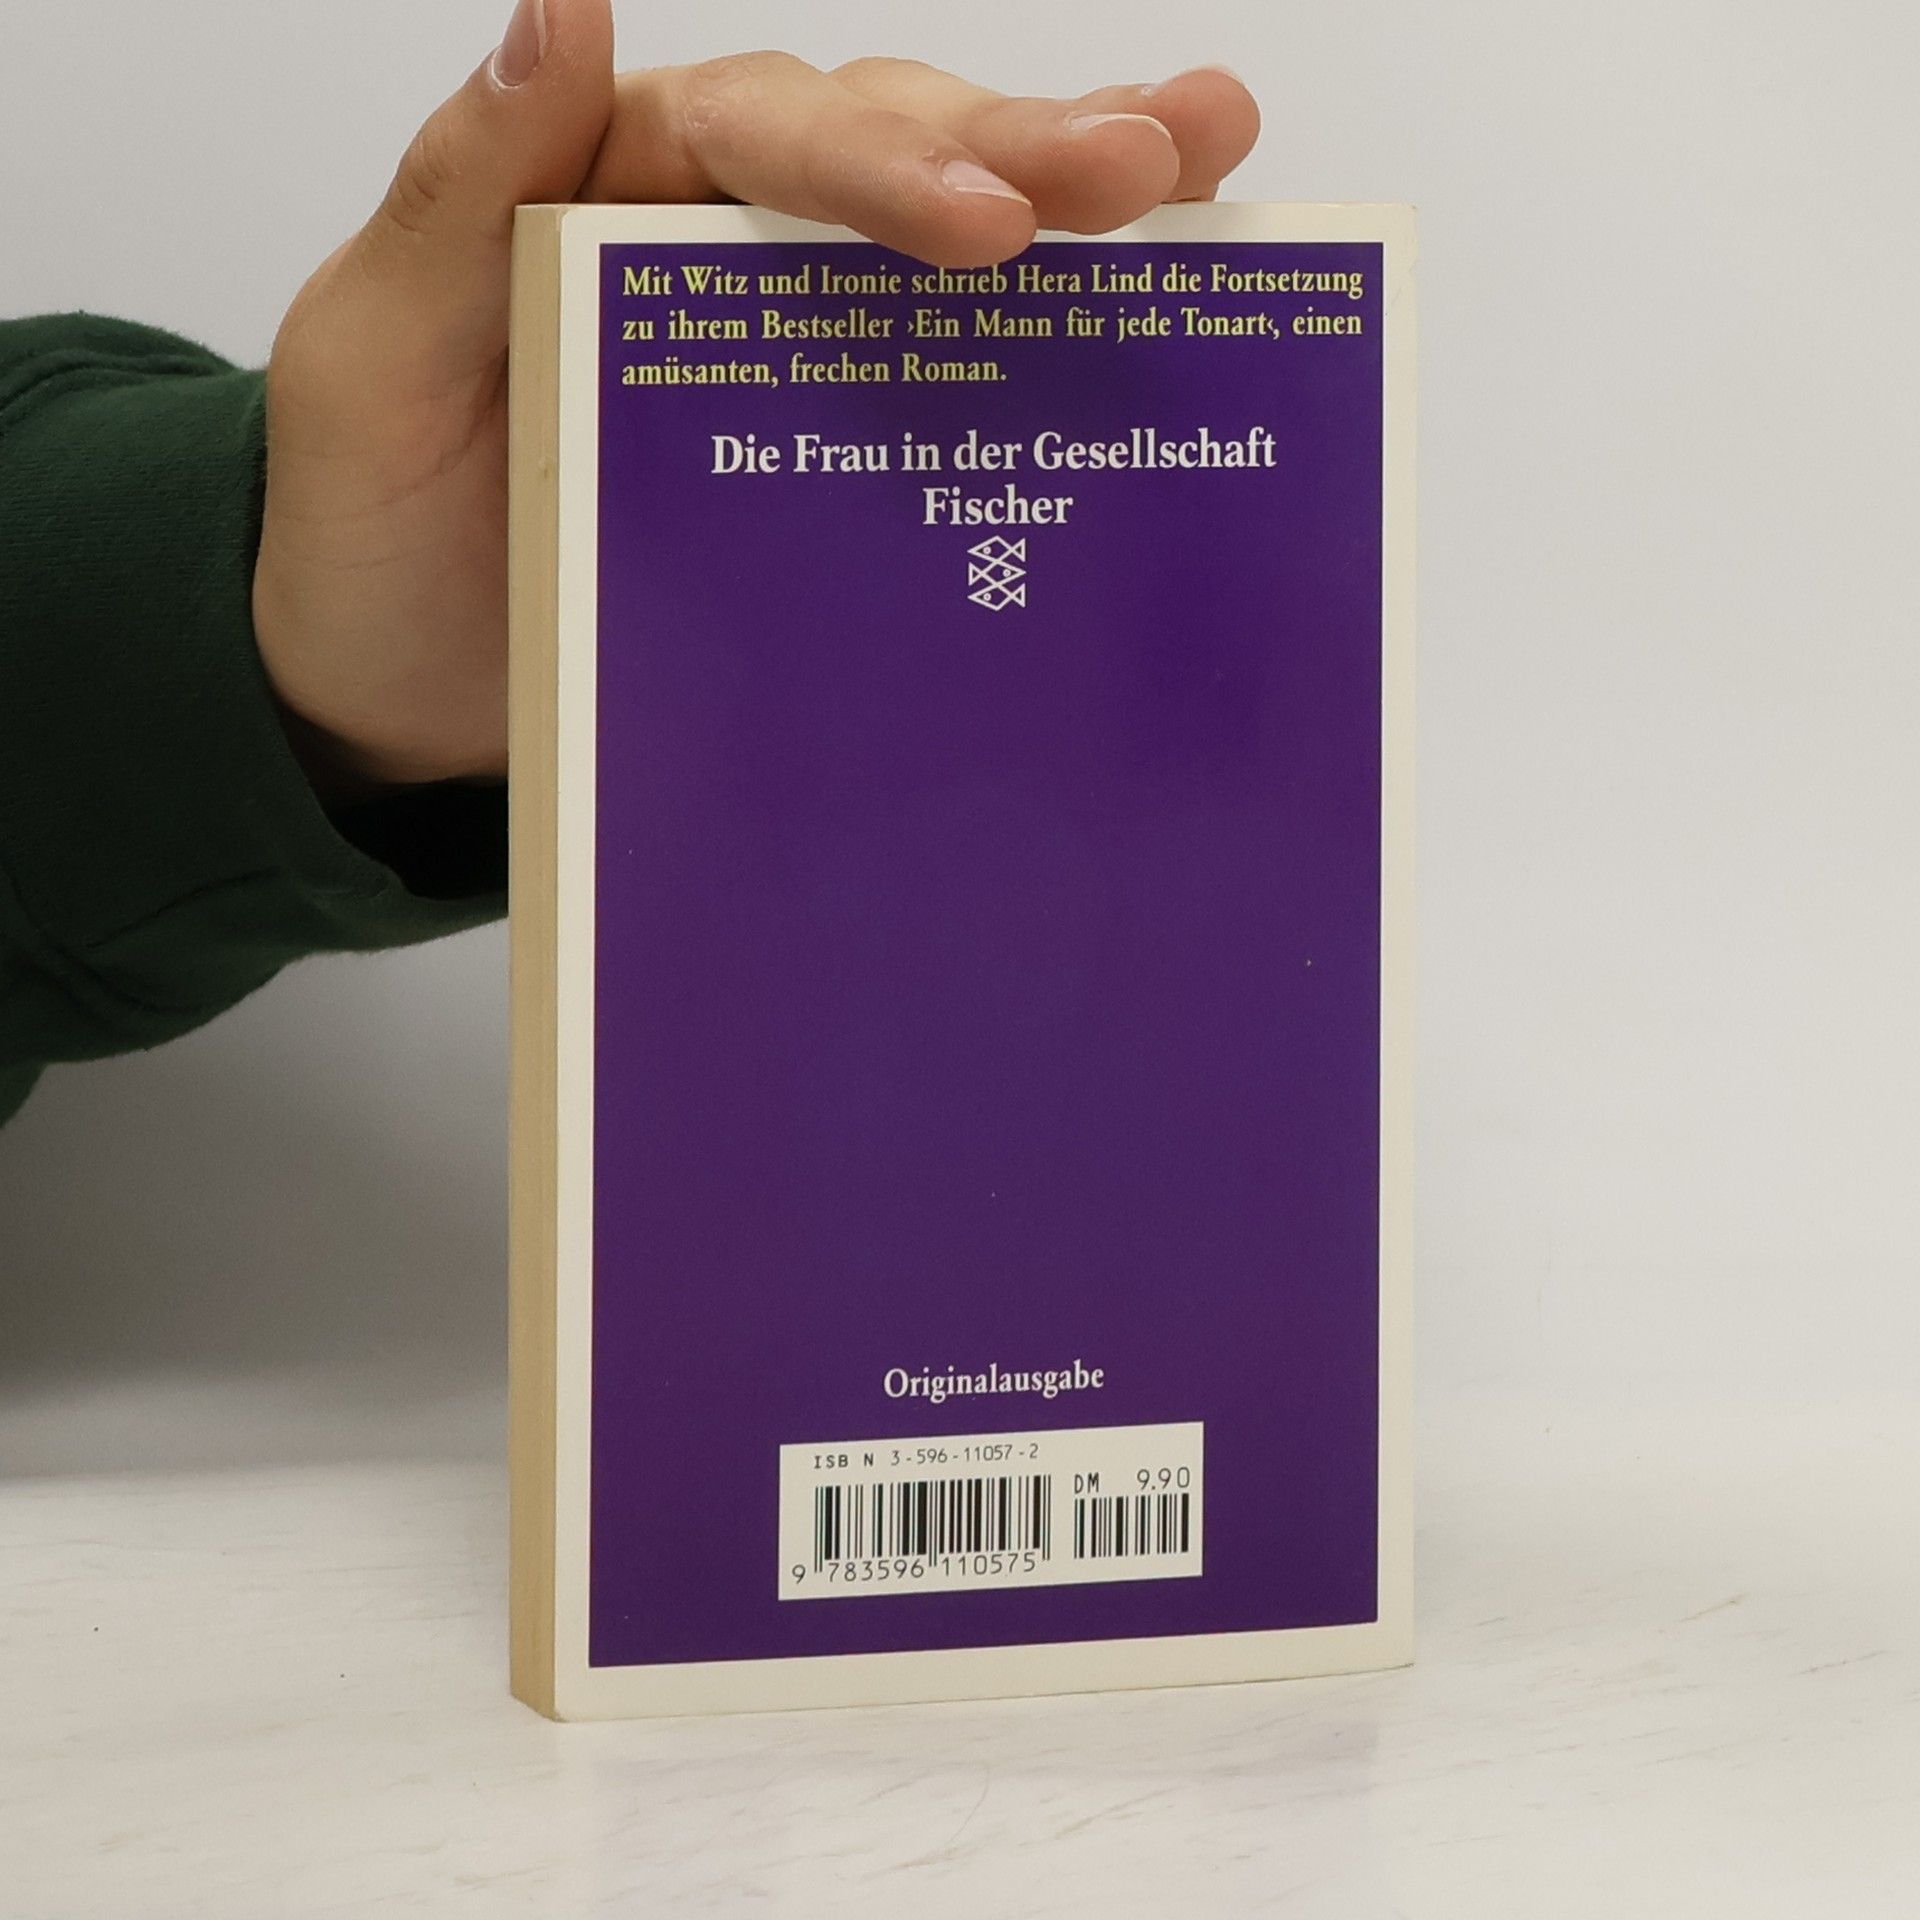 Mit Witz und Ironie schrieb Hera Lind die Fortsetzung
zu ihrem Bestseller ›Ein Mann für jede Tonart‹, einen
amüsanten, frechen Roman.
Die Frau in der Gesellschaft
Fischer
Originalausgabe
ISBN 3-596-11057-2
DM 9.90
9 783596 110575